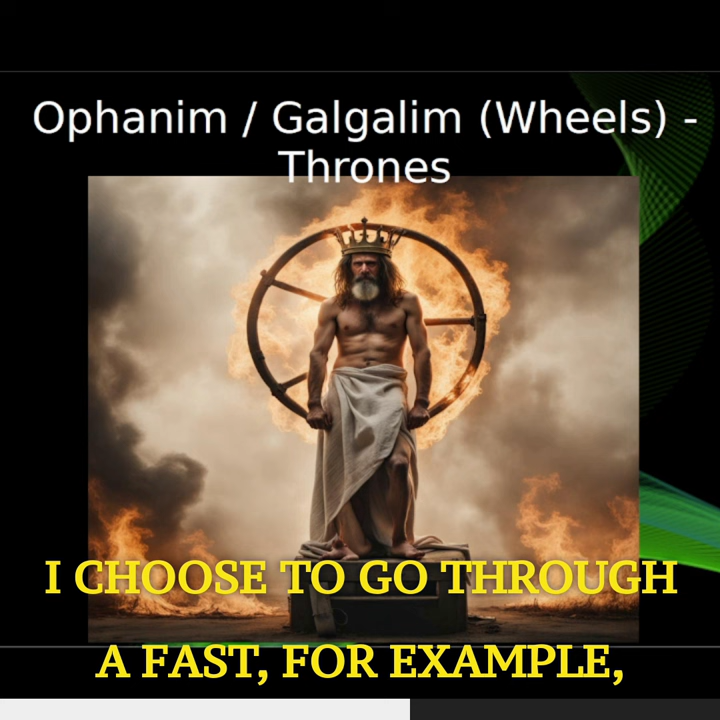 Ophanim / Galgalim (Wheels) -
Thrones
I CHOOSE TO GO THROUGH
A FAST, FOR EXAMPLE,